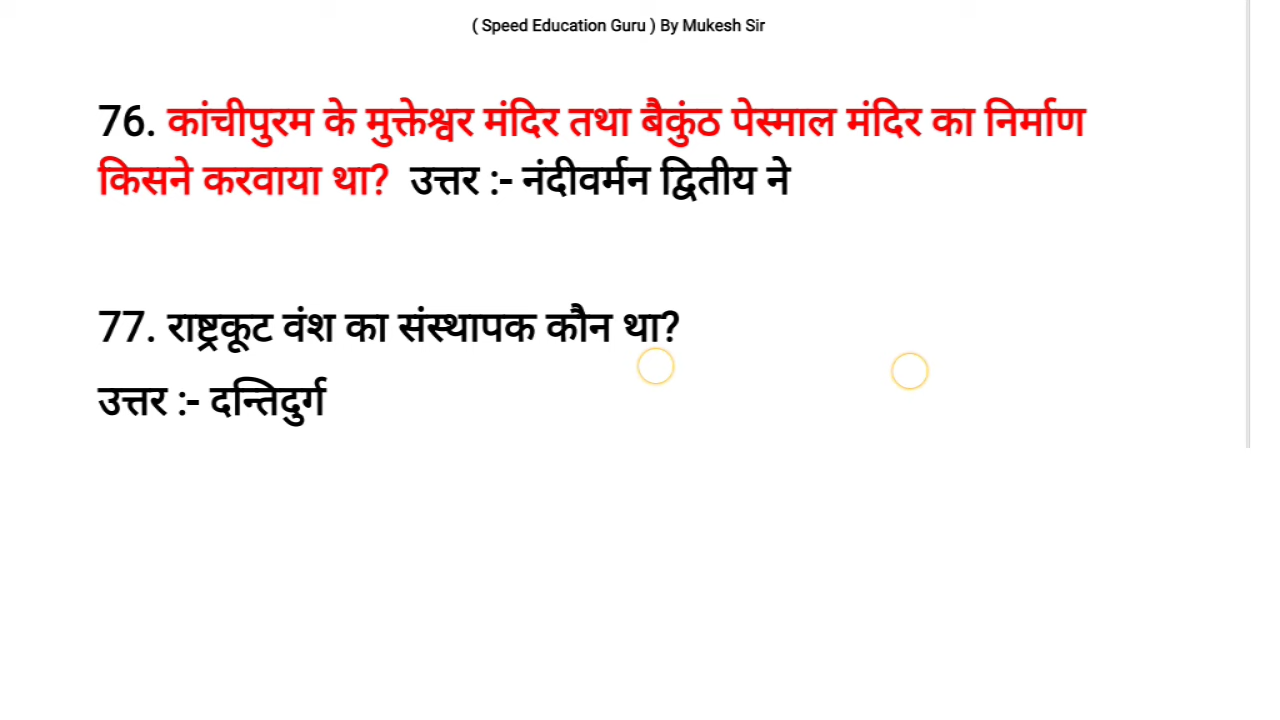 ( Speed Education Guru ) By Mukesh Sir
76. कांचीपुरम के मुक्तेश्वर मंदिर तथा बैकुंठ पेस्माल मंदिर का निर्माण
किसने करवाया था? उत्तर :- नंदीवर्मन द्वितीय ने
77. राष्ट्रकूट वंश का संस्थापक कौन था?
उत्तर :- दन्तिदुर्ग